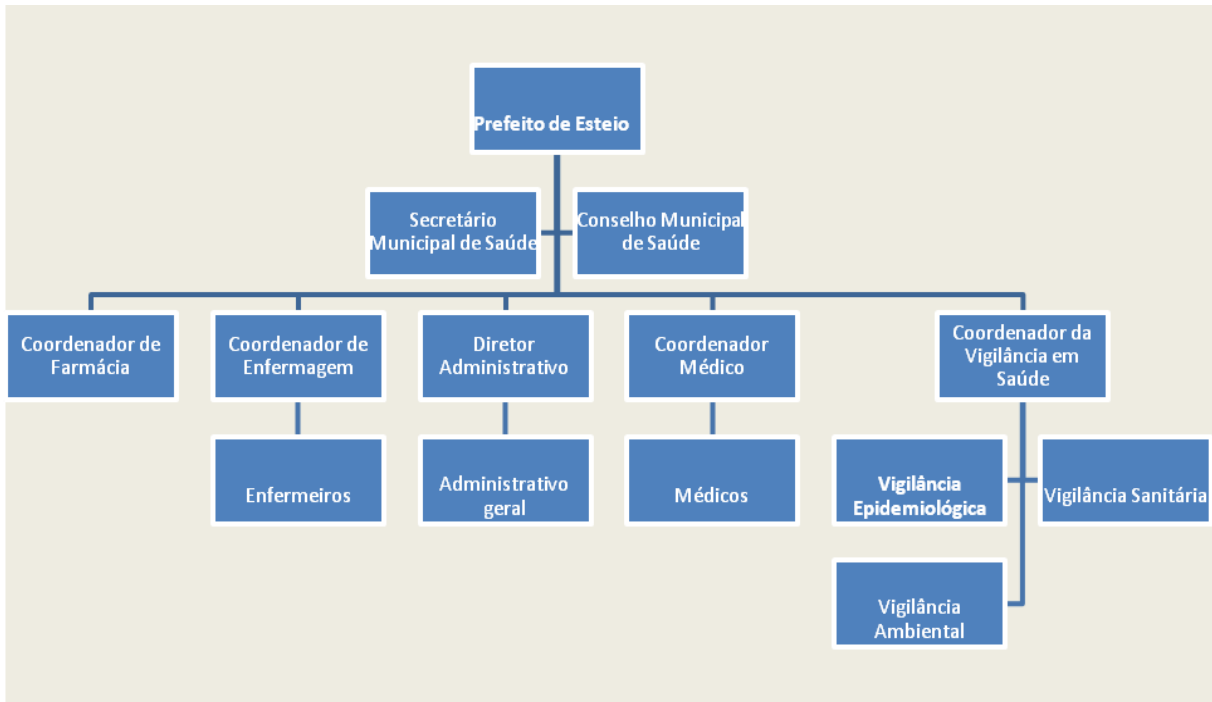 Prefeito de Esteio
Secretário
Municipal de Saúde
Conselho Municipal
de Saúde
Coordenador de
Farmácia
Coordenador de
Enfermagem
Diretor
Administrativo
Coordenador
Médico
Coordenador da
Vigilância em
Saúde
Enfermeiros
Administrativo
geral
Médicos
Vigilância
Epidemiológica
Vigilância Sanitária
Vigilância
Ambiental